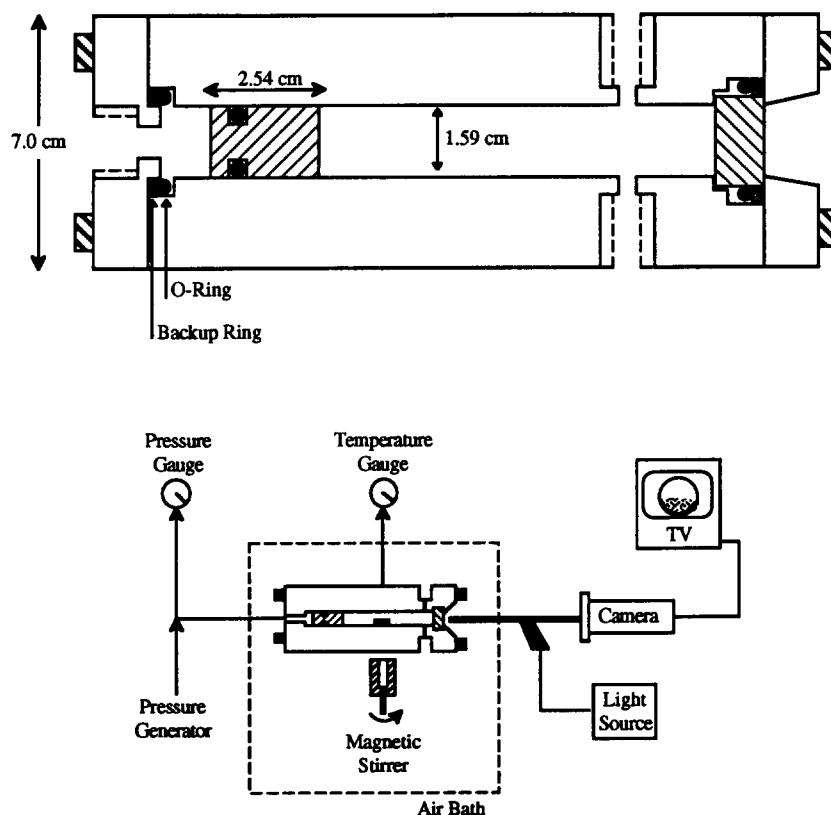 2.54 cm
7.0 cm
1.59 cm
O-Ring
Backup Ring
Pressure
Gauge
Temperature
Gauge
TV
Camera
Pressure
Generator
Magnetic
Stirrer
Light
Source
Air Bath